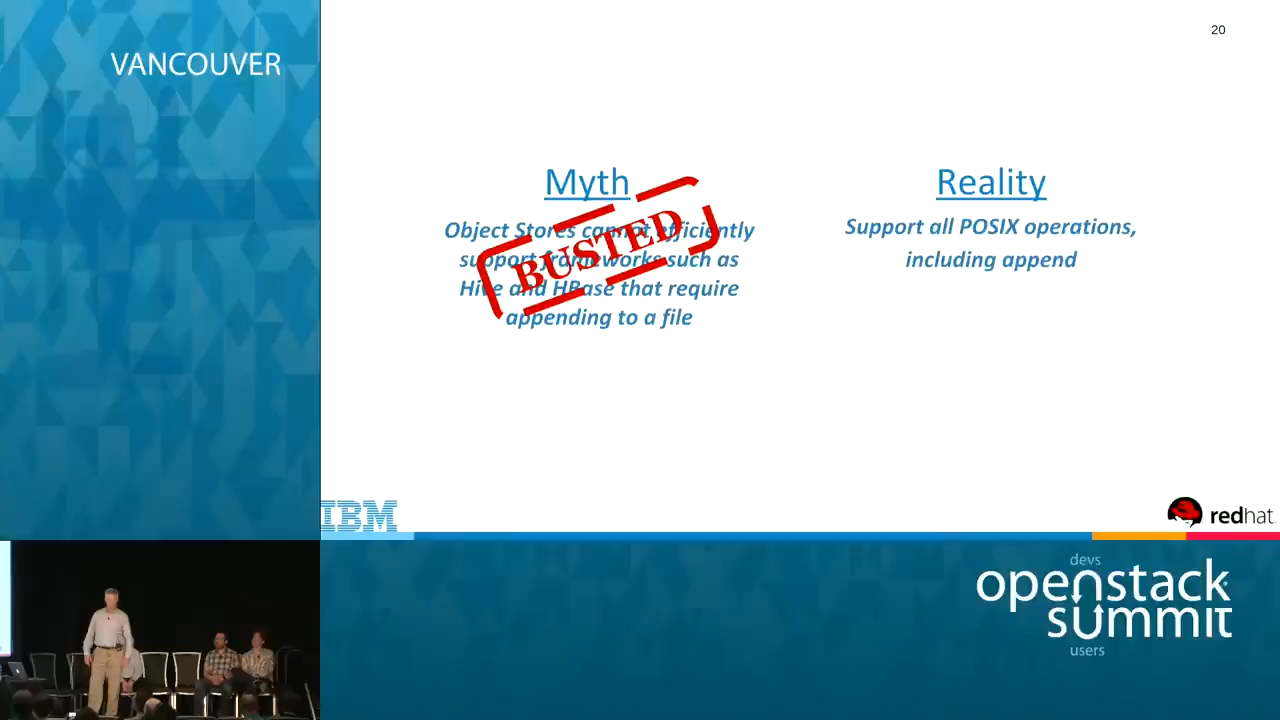 VANCOUVER
20
Myth
Object Stores cannot efficiently
support frameworks such as
Hive and HBase that require
appending to a file
BUSTED
Reality
Support all POSIX operations,
including append
IBM
redhat.
devs
openstack
summit
users